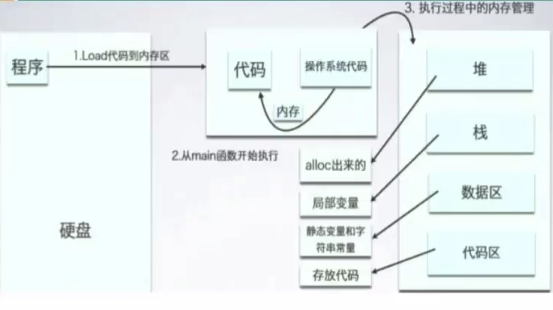 3. 执行过程中的内存管理
程序
1.Load代码到内存区
代码
操作系统代码
内存
堆
2.从main函数开始执行
alloc出来的
栈
局部变量
数据区
静态变量和字
符串常量
硬盘
代码区
存放代码